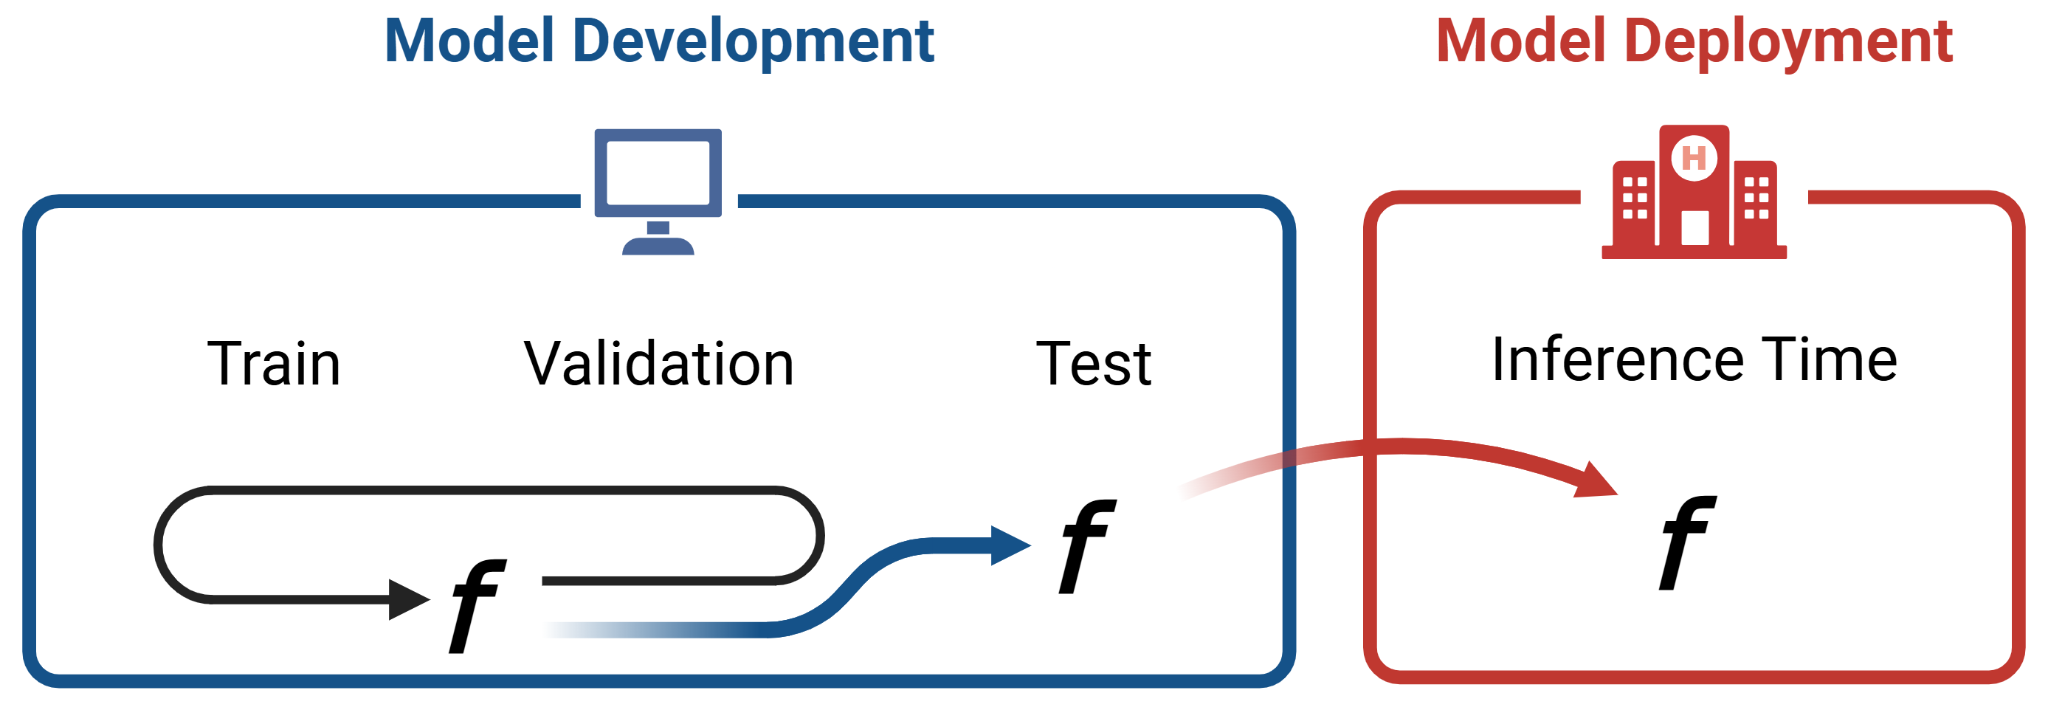 Model Development
Model Deployment
H
Train
Validation
Test
Inference Time
f
f
f